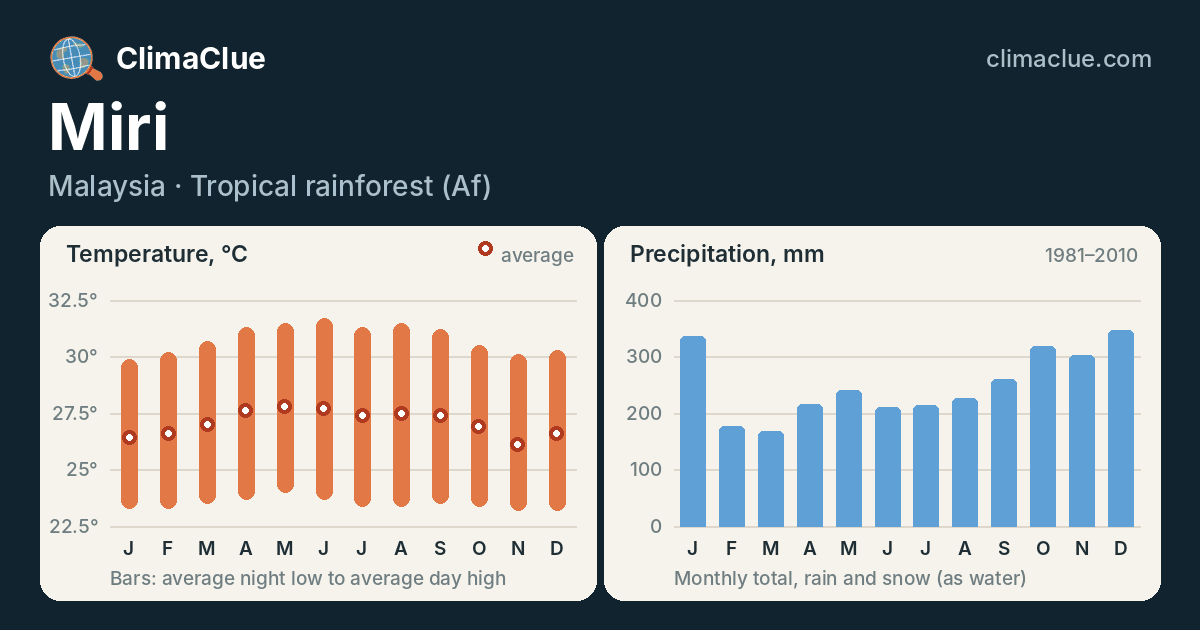 ClimaClue
climaclue.com
Miri
Malaysia · Tropical rainforest (Af)
Temperature, °C
average
32.5°
30°
27.5°
25°
22.5°
J F M A M J J A S O N D
Bars: average night low to average day high
Precipitation, mm
1981–2010
400
300
200
100
0
J F M A M J J A S O N D
Monthly total, rain and snow (as water)